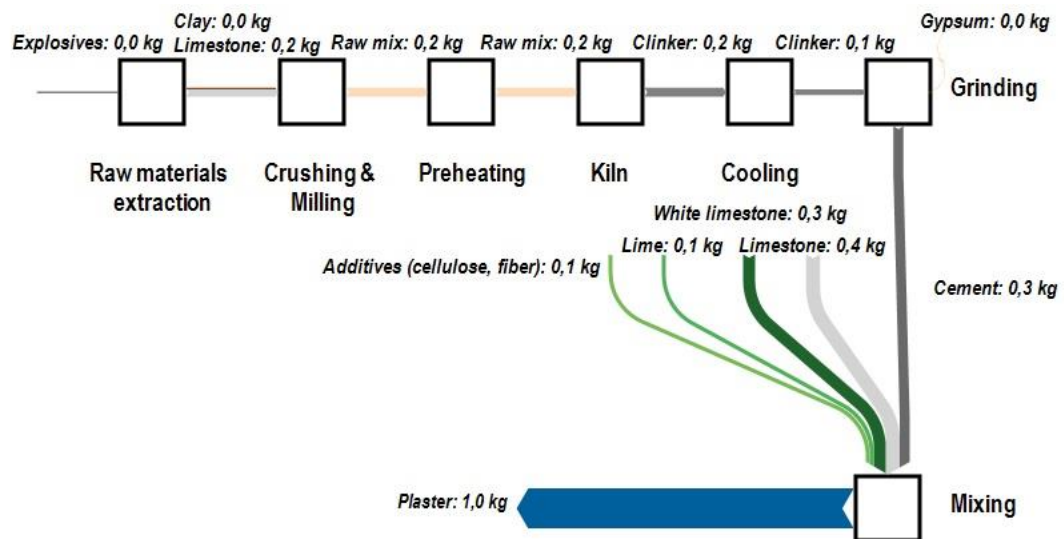 Clay: 0,0 kg
Gypsum: 0,0 kg
Explosives: 0,0 kg
Limestone: 0,2 kg
Raw mix: 0,2 kg
Raw mix: 0,2 kg
Clinker: 0,2 kg
Clinker: 0,1 kg
Grinding
Raw materials
extraction
Crushing &
Milling
Preheating
Kiln
Cooling
White limestone: 0,3 kg
Lime: 0,1 kg
Limestone: 0,4 kg
Additives (cellulose, fiber): 0,1 kg
Cement: 0,3 kg
Plaster: 1,0 kg
Mixing